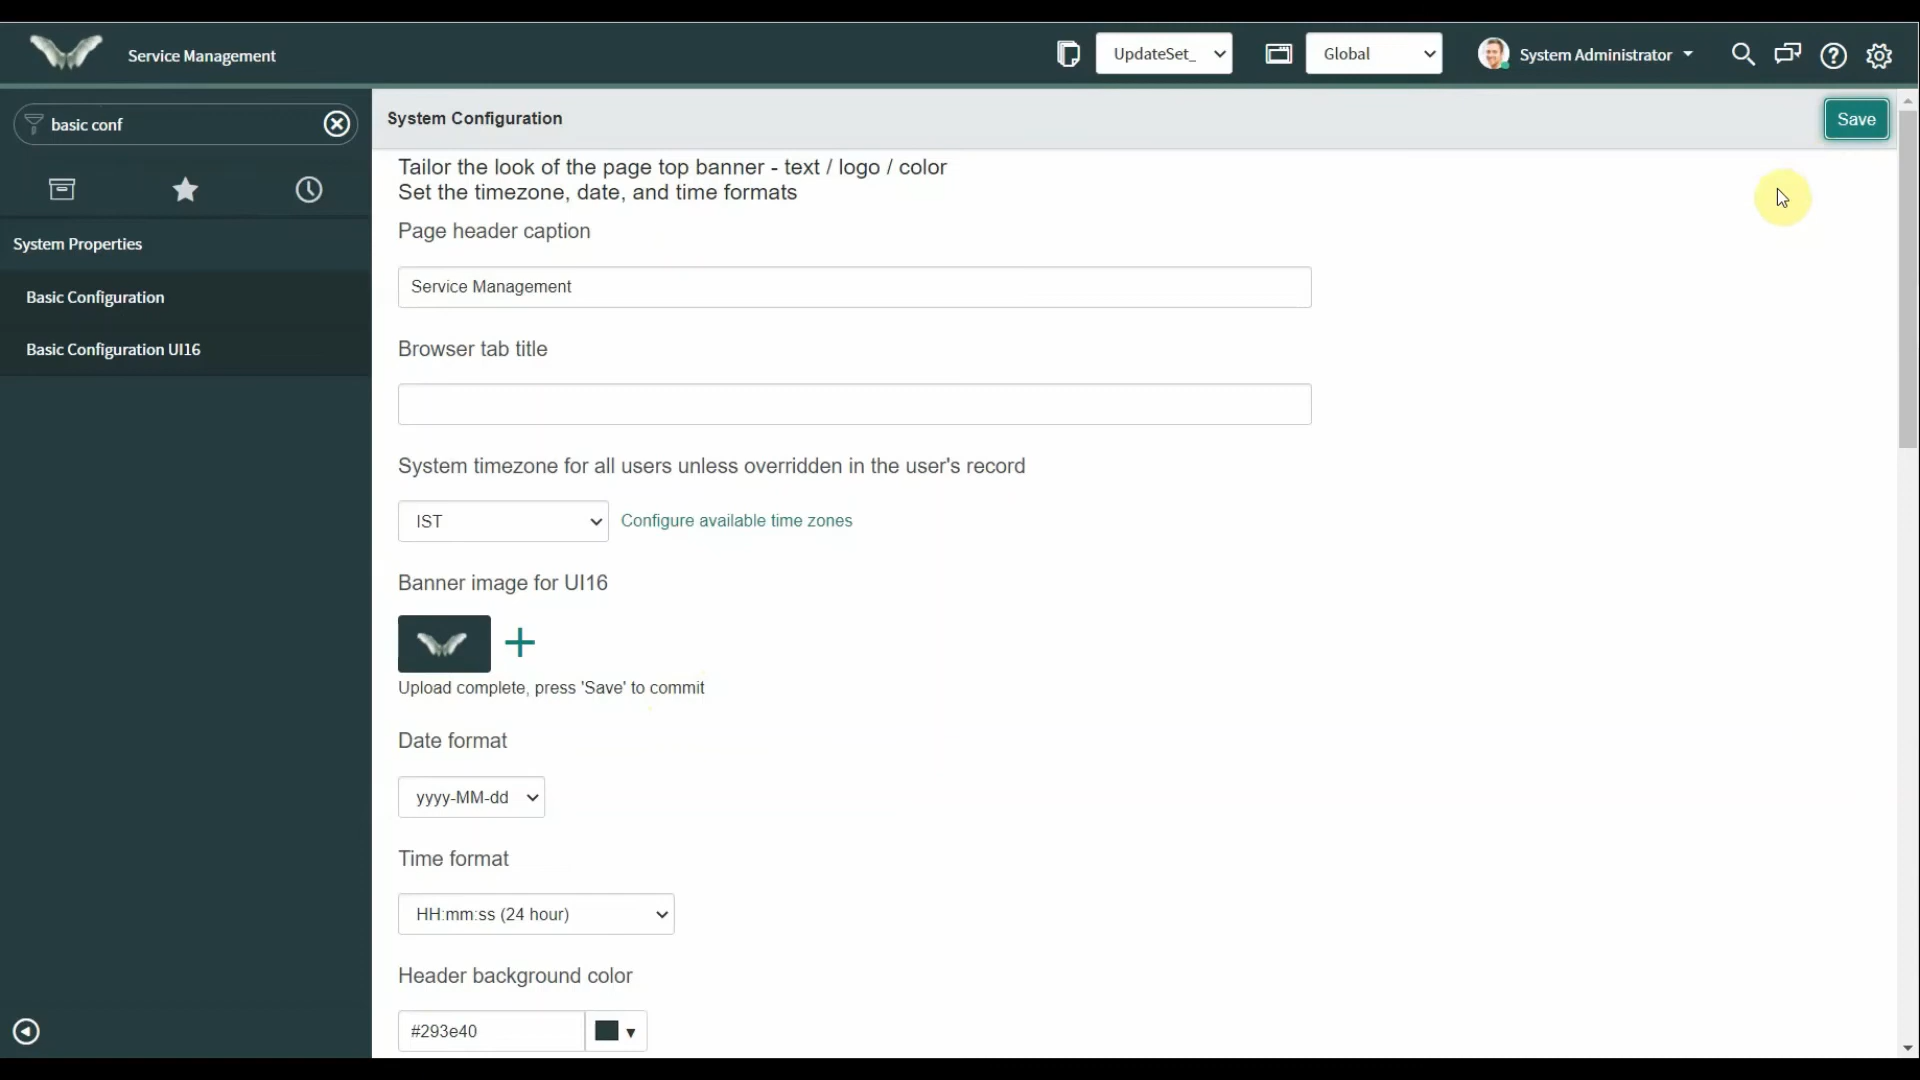 Service Management
UpdateSet_
Global
System Administrator
basic conf
System Properties
Basic Configuration
Basic Configuration UI16
System Configuration
Save
Tailor the look of the page top banner - text / logo / color
Set the timezone, date, and time formats
Page header caption
Service Management
Browser tab title
System timezone for all users unless overridden in the user's record
IST
Configure available time zones
Banner image for UI16
Upload complete, press 'Save' to commit
Date format
yyyy-MM-dd
Time format
HH:mm:ss (24 hour)
Header background color
#293e40